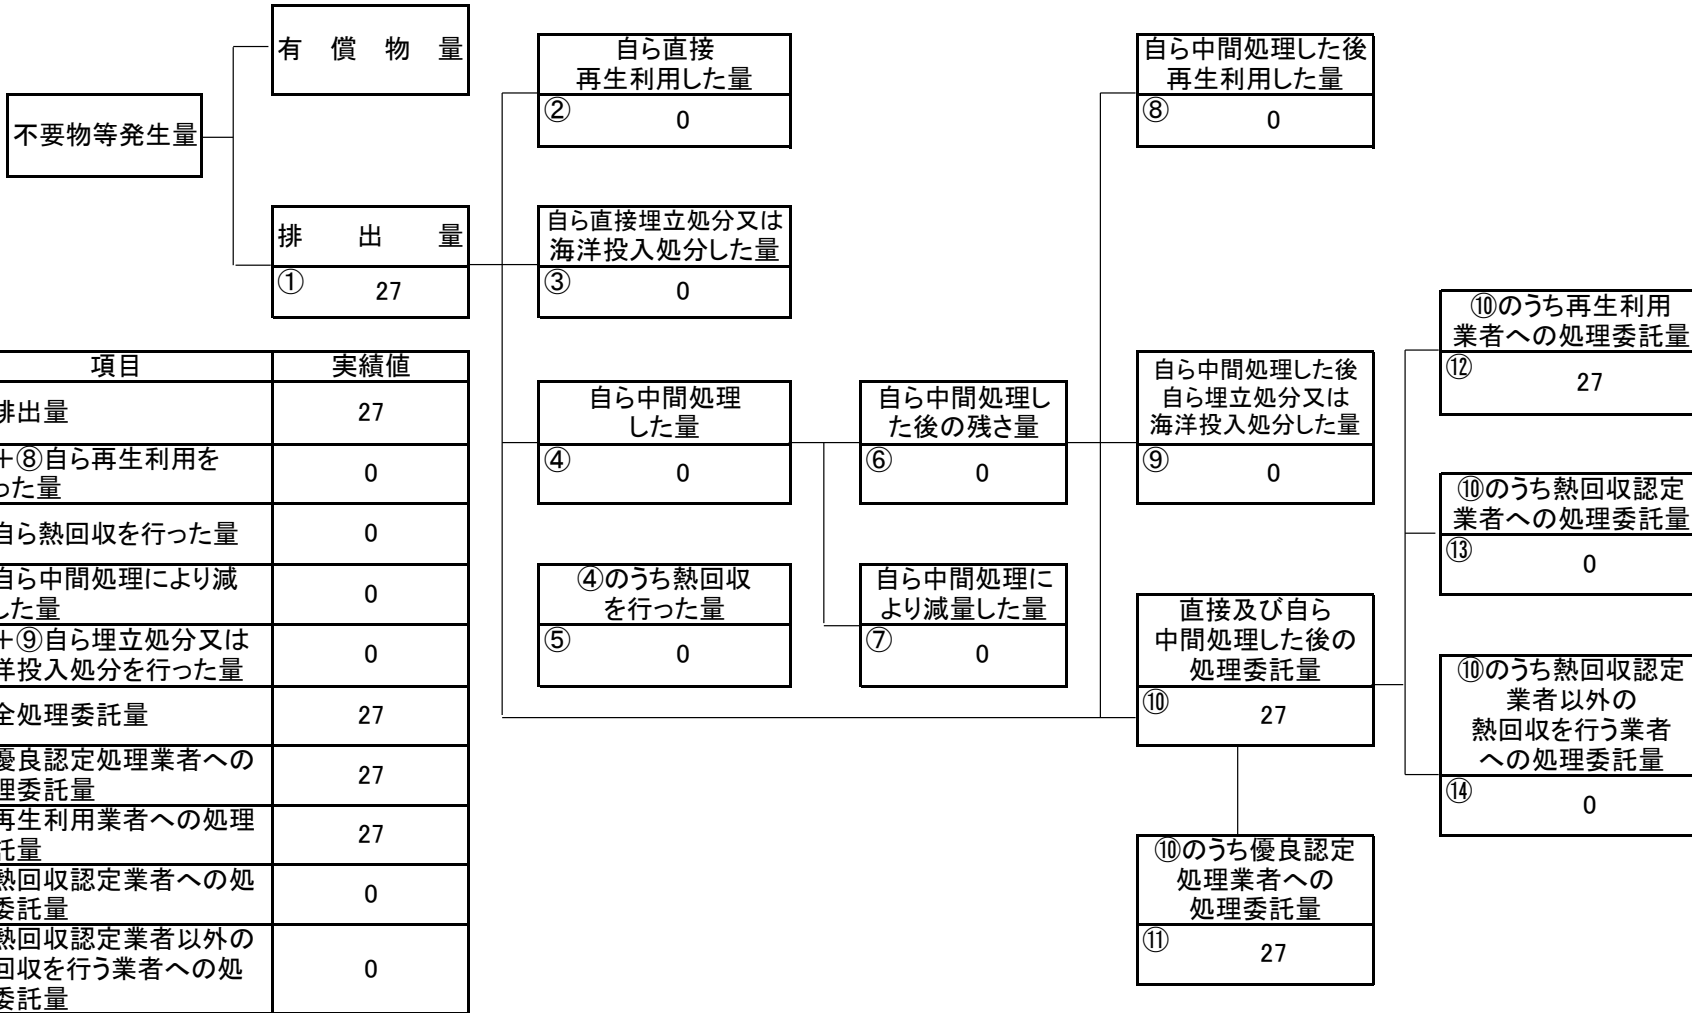 有償物量
不要物等発生量
排出量
①
27
自ら直接
再生利用した量
②
0
自ら直接埋立処分又は
海洋投入処分した量
③
0
自ら中間処理
した量
④
0
④のうち熱回収
を行った量
⑤
0
自ら中間処理し
た後の残さ量
⑥
0
自ら中間処理に
より減量した量
⑦
0
自ら中間処理した後
再生利用した量
⑧
0
自ら中間処理した後
自ら埋立処分又は
海洋投入処分した量
⑨
0
直接及び自ら
中間処理した後の
処理委託量
⑩
27
⑩のうち優良認定
処理業者への
処理委託量
⑪
27
⑩のうち再生利用
業者への処理委託量
⑫
27
⑩のうち熱回収認定
業者への処理委託量
⑬
0
⑩のうち熱回収認定
業者以外の
熱回収を行う業者
への処理委託量
⑭
0
項目 実績値
排出量 27
+⑧自ら再生利用を
った量
0
自ら熱回収を行った量 0
自ら中間処理により減
した量
0
+⑨自ら埋立処分又は
洋投入処分を行った量
0
全処理委託量 27
優良認定処理業者への
理委託量
27
再生利用業者への処理
託量
27
熱回収認定業者への処
委託量
0
熱回収認定業者以外の
回収を行う業者への処
委託量
0